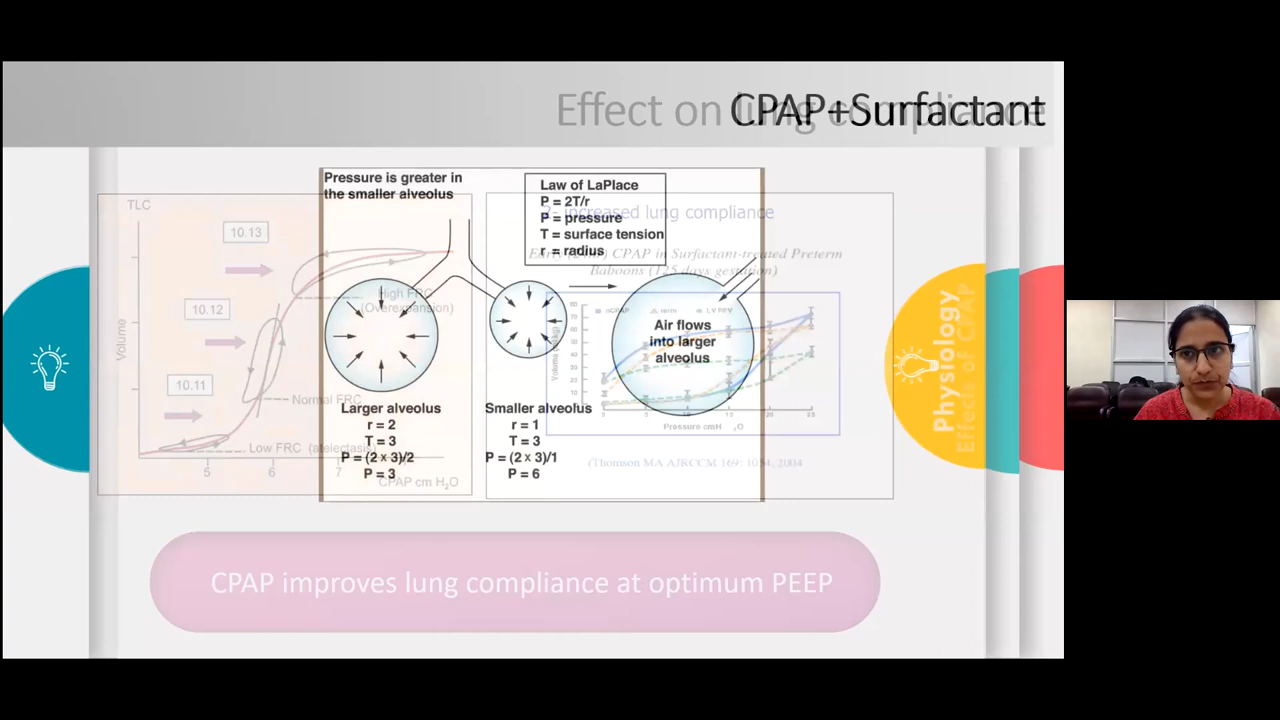 Effect on lung compliance
CPAP+Surfactant
Pressure is greater in
the smaller alveolus
Law of LaPlace
P = 2T/r
P = pressure
T = surface tension
r = radius
Air flows
into larger
alveolus
Larger alveolus
r = 2
T = 3
P = (2 x 3)/2
P = 3
Smaller alveolus
r = 1
T = 3
P = (2 x 3)/1
P = 6
TLC
10.13
10.12
10.11
Volume
High FRC
(Overexpansion)
Normal FRC
Low FRC (atelectasis)
5
6
7
CPAP cm H₂O
increased lung compliance
CPAP in Surfactant-treated Preterm
Baboons (125 days gestation)
Pressure cmH₂O
(Thomson MA AJRCCM 169: 1054, 2004
Physiology
Effects of CPAP
CPAP improves lung compliance at optimum PEEP